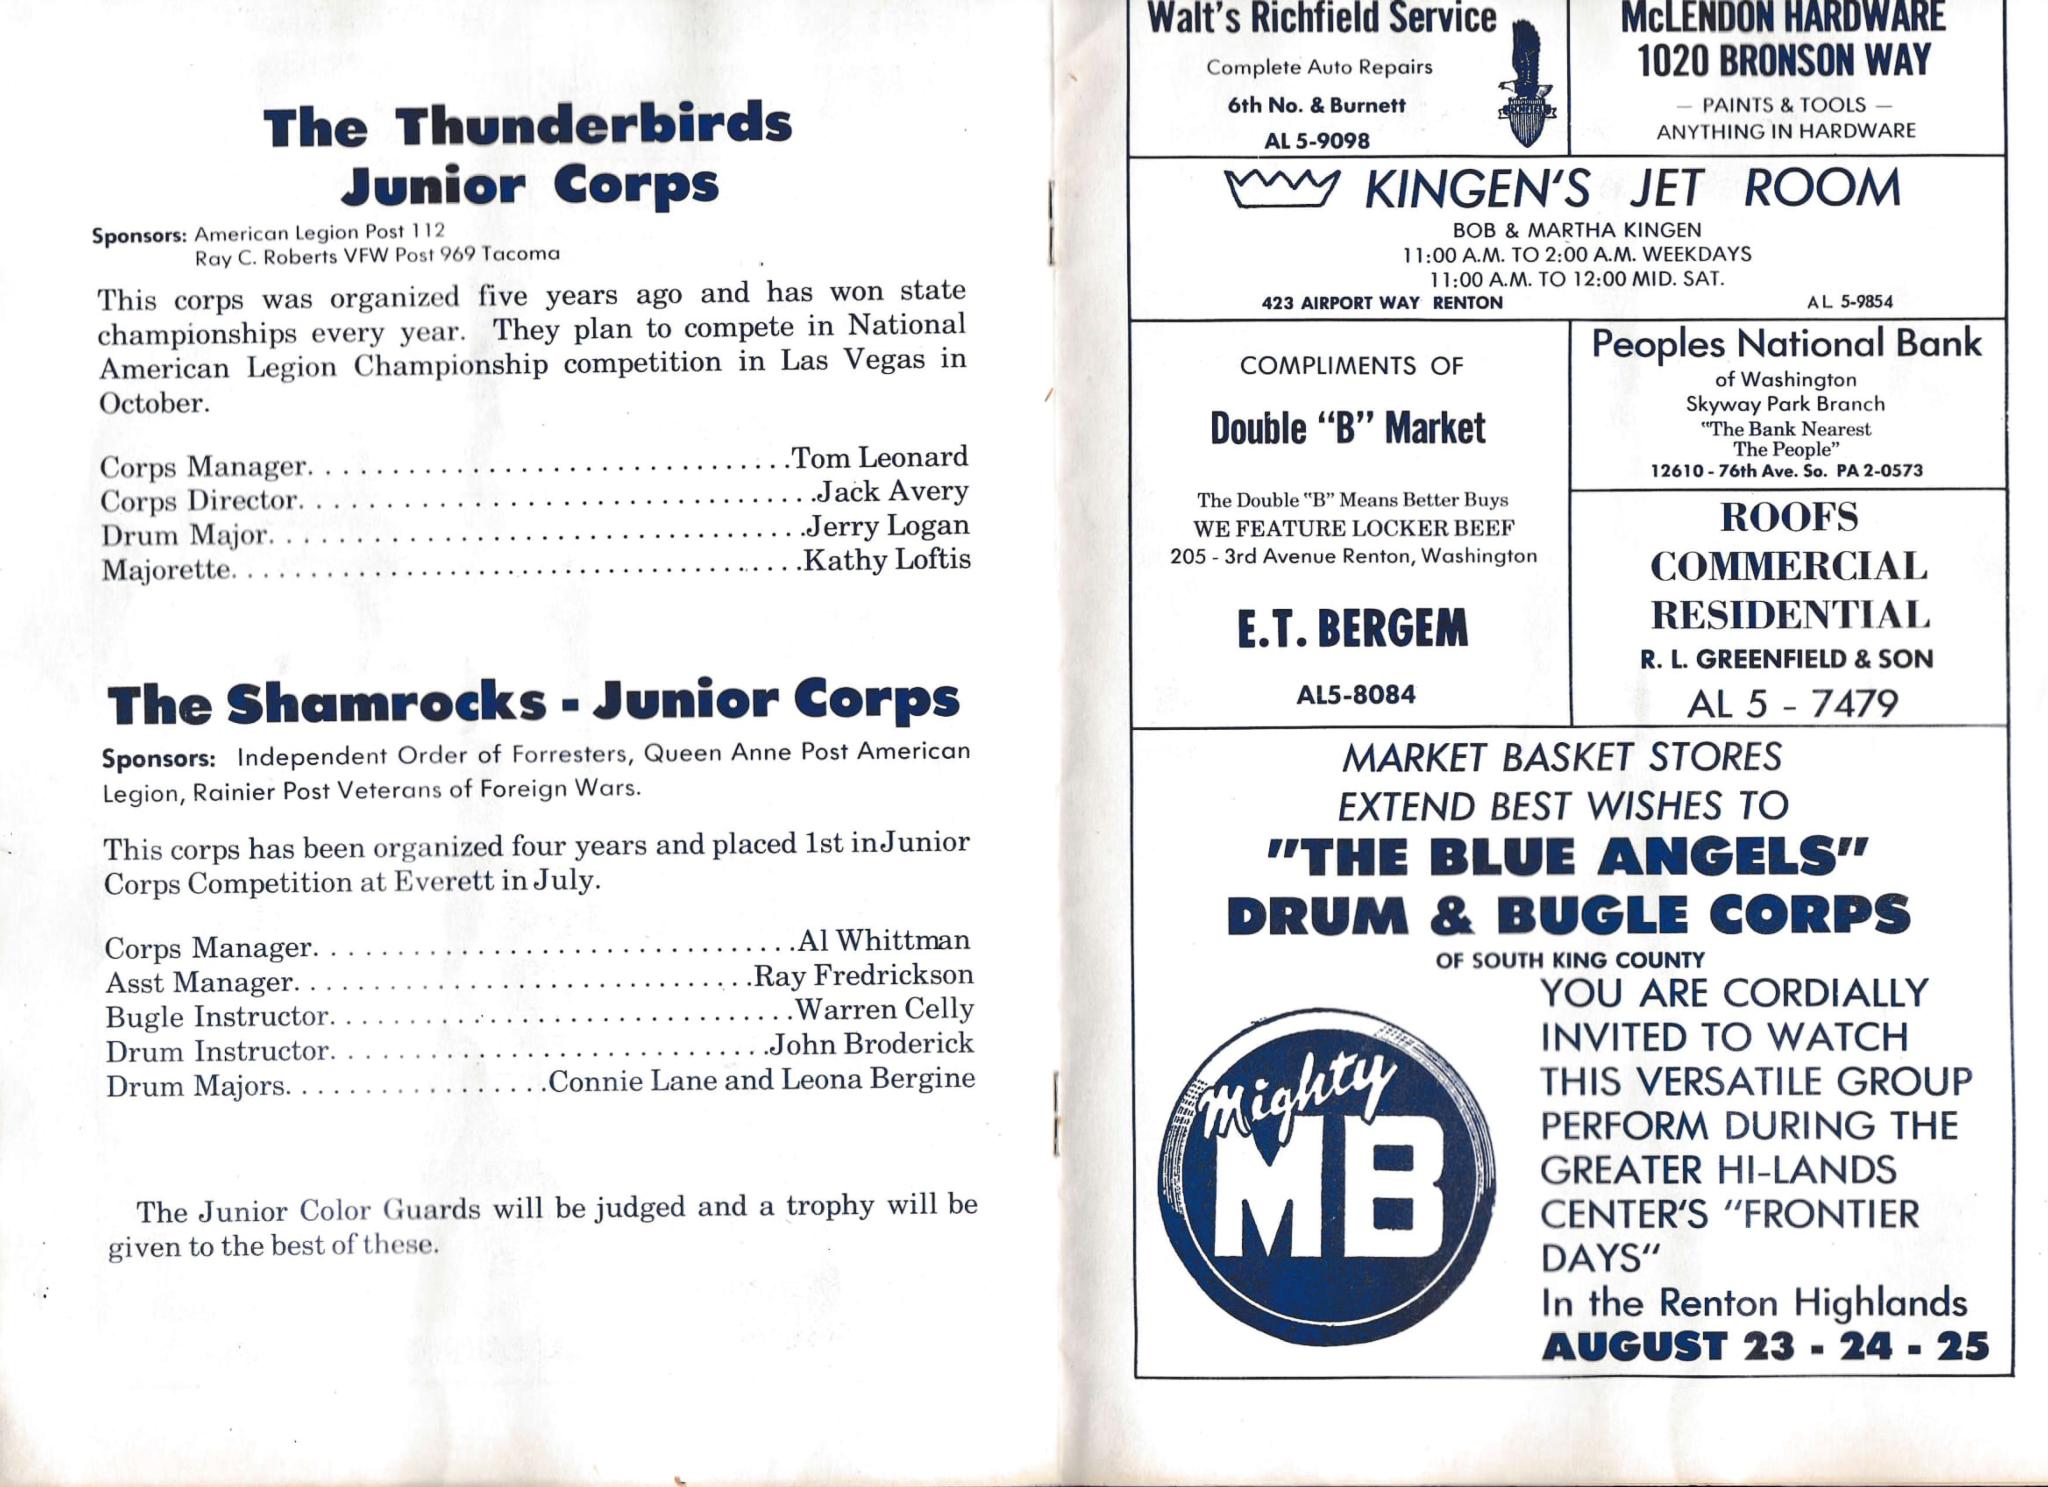 The Thunderbirds
Junior Corps
Sponsors: American Legion Post 112
Ray C. Roberts VFW Post 969 Tacoma
This corps was organized five years ago and has won state
championships every year. They plan to compete in National
American Legion Championship competition in Las Vegas in
October.
Corps Manager. . . . . . . . . . . . . . . . . . . . . . . . . . . . .Tom Leonard
Corps Director. . . . . . . . . . . . . . . . . . . . . . . . . . . . . .Jack Avery
Drum Major. . . . . . . . . . . . . . . . . . . . . . . . . . . . . . .Jerry Logan
Majorette. . . . . . . . . . . . . . . . . . . . . . . . . . . . . . . . .Kathy Loftis
The Shamrocks - Junior Corps
Sponsors: Independent Order of Forresters, Queen Anne Post American
Legion, Rainier Post Veterans of Foreign Wars.
This corps has been organized four years and placed 1st in Junior
Corps Competition at Everett in July.
Corps Manager. . . . . . . . . . . . . . . . . . . . . . . . . . . . .Al Whittman
Asst Manager. . . . . . . . . . . . . . . . . . . . . . . . . . . .Ray Fredrickson
Bugle Instructor. . . . . . . . . . . . . . . . . . . . . . . . . . . .Warren Celly
Drum Instructor. . . . . . . . . . . . . . . . . . . . . . . . . . .John Broderick
Drum Majors. . . . . . . . . . . . . . . .Connie Lane and Leona Bergine
The Junior Color Guards will be judged and a trophy will be
given to the best of these.
Walt's Richfield Service
Complete Auto Repairs
6th No. & Burnett
AL 5-9098
RICHFIELD
McLENDON HARDWARE
1020 BRONSON WAY
— PAINTS & TOOLS —
ANYTHING IN HARDWARE
KINGEN'S JET ROOM
BOB & MARTHA KINGEN
11:00 A.M. TO 2:00 A.M. WEEKDAYS
11:00 A.M. TO 12:00 MID. SAT.
423 AIRPORT WAY RENTON AL 5-9854
COMPLIMENTS OF
Double "B" Market
The Double "B" Means Better Buys
WE FEATURE LOCKER BEEF
205 - 3rd Avenue Renton, Washington
E.T. BERGEM
AL5-8084
Peoples National Bank
of Washington
Skyway Park Branch
"The Bank Nearest
The People"
12610 - 76th Ave. So. PA 2-0573
ROOFS
COMMERCIAL
RESIDENTIAL
R. L. GREENFIELD & SON
AL 5 - 7479
MARKET BASKET STORES
EXTEND BEST WISHES TO
"THE BLUE ANGELS"
DRUM & BUGLE CORPS
OF SOUTH KING COUNTY
Mighty
MB
YOU ARE CORDIALLY
INVITED TO WATCH
THIS VERSATILE GROUP
PERFORM DURING THE
GREATER HI-LANDS
CENTER'S "FRONTIER
DAYS"
In the Renton Highlands
AUGUST 23 - 24 - 25